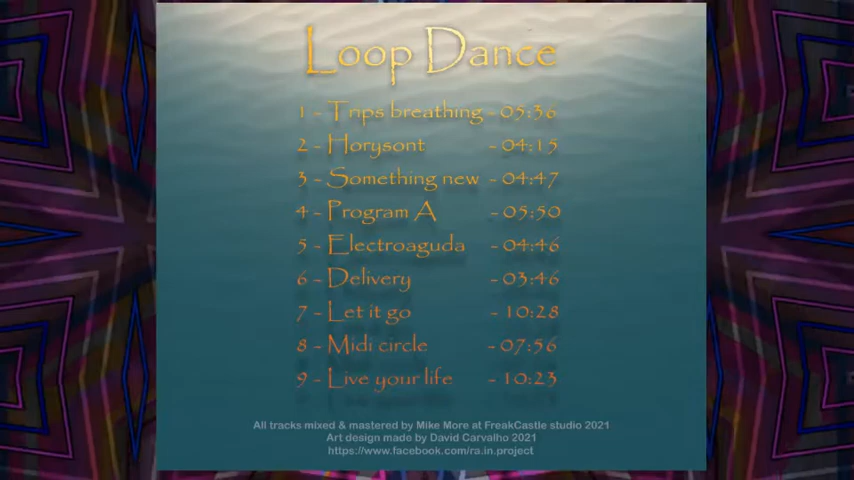 Loop Dance
1 - Trips breathing - 05:36
2 - Horysont - 04:15
3 - Something new - 04:47
4 - Program A - 05:50
5 - Electroaguda - 04:46
6 - Delivery - 03:46
7 - Let it go - 10:28
8 - Midi circle - 07:56
9 - Live your life - 10:23
All tracks mixed & mastered by Mike More at FreakCastle studio 2021
Art design made by David Carvalho 2021
https://www.facebook.com/ra.in.project